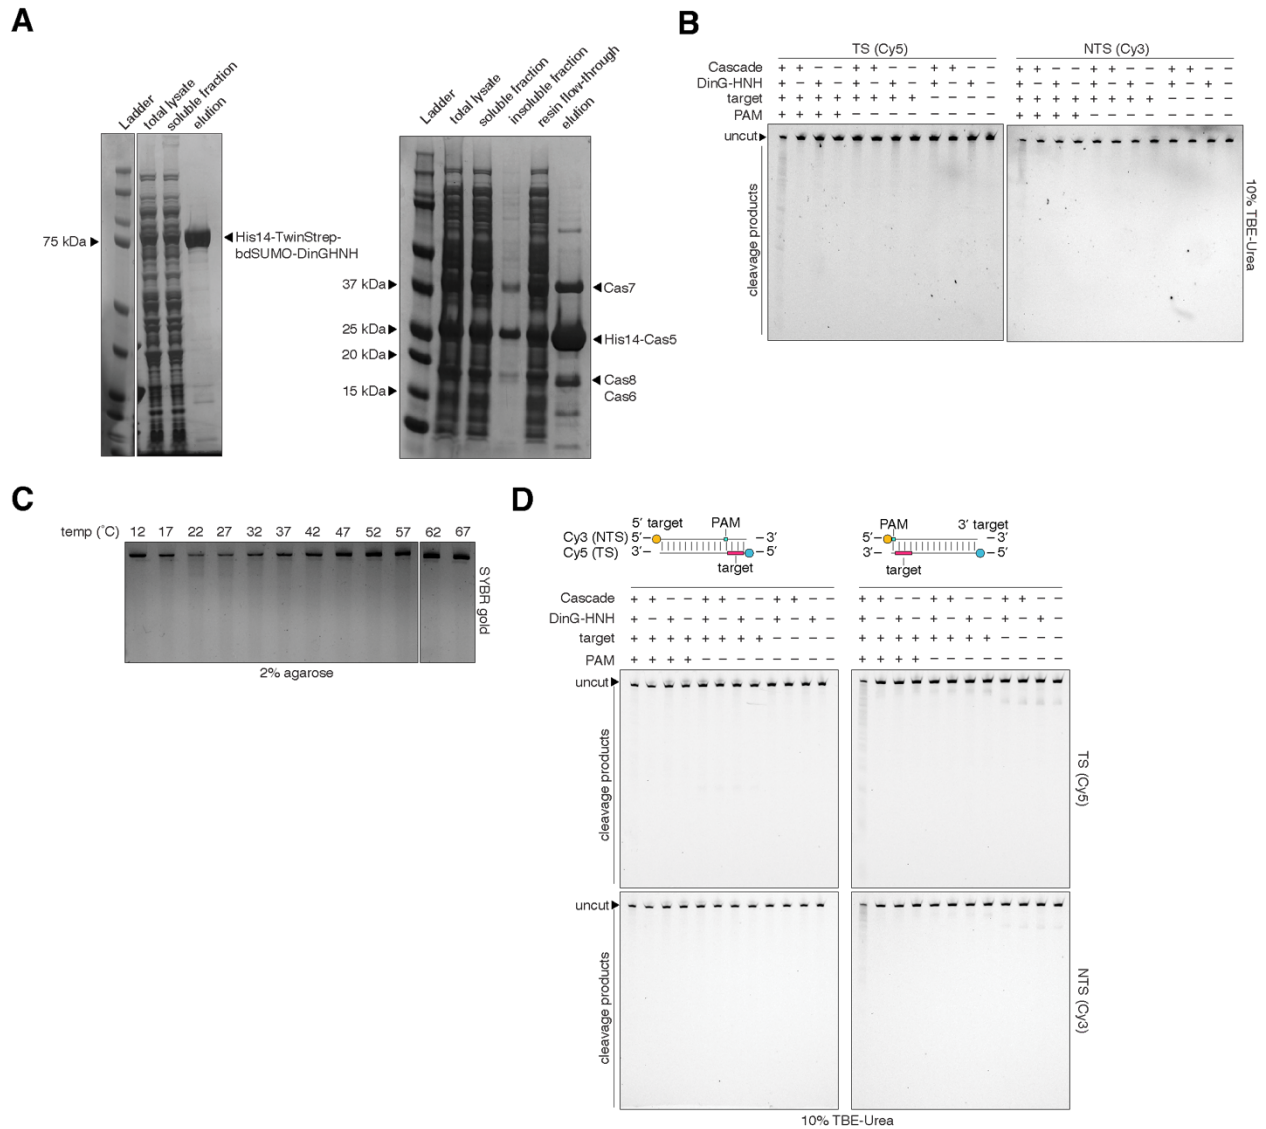 A
Ladder
total lysate
soluble fraction
elution
75 kDa
His14-TwinStrep-
bdSUMO-DinGHNH
Ladder
total lysate
soluble fraction
insoluble fraction
resin flow-through
elution
37 kDa
25 kDa
20 kDa
15 kDa
Cas7
His14-Cas5
Cas8
Cas6
B
TS (Cy5)
NTS (Cy3)
Cascade + + − − + + − − + + − − + + − − + + − − + + − −
DinG-HNH + − + − + − + − + − + − + − + − + − + − + − + −
target + + + + + + + + − − − − + + + + + + + + − − − −
PAM + + + + − − − − − − − − + + + + − − − − − − − −
uncut
cleavage products
10% TBE-Urea
C
temp (°C) 12 17 22 27 32 37 42 47 52 57 62 67
SYBR gold
2% agarose
D
5′ target
PAM
Cy3 (NTS) 5′− −3′
Cy5 (TS) 3′− −5′
target
PAM
3′ target
5′− −3′
3′− −5′
target
Cascade + + − − + + − − + + − − + + − − + + − − + + − −
DinG-HNH + − + − + − + − + − + − + − + − + − + − + − + −
target + + + + + + + + − − − − + + + + + + + + − − − −
PAM + + + + − − − − − − − − + + + + − − − − − − − −
uncut
cleavage products
TS (Cy5)
uncut
cleavage products
NTS (Cy3)
10% TBE-Urea